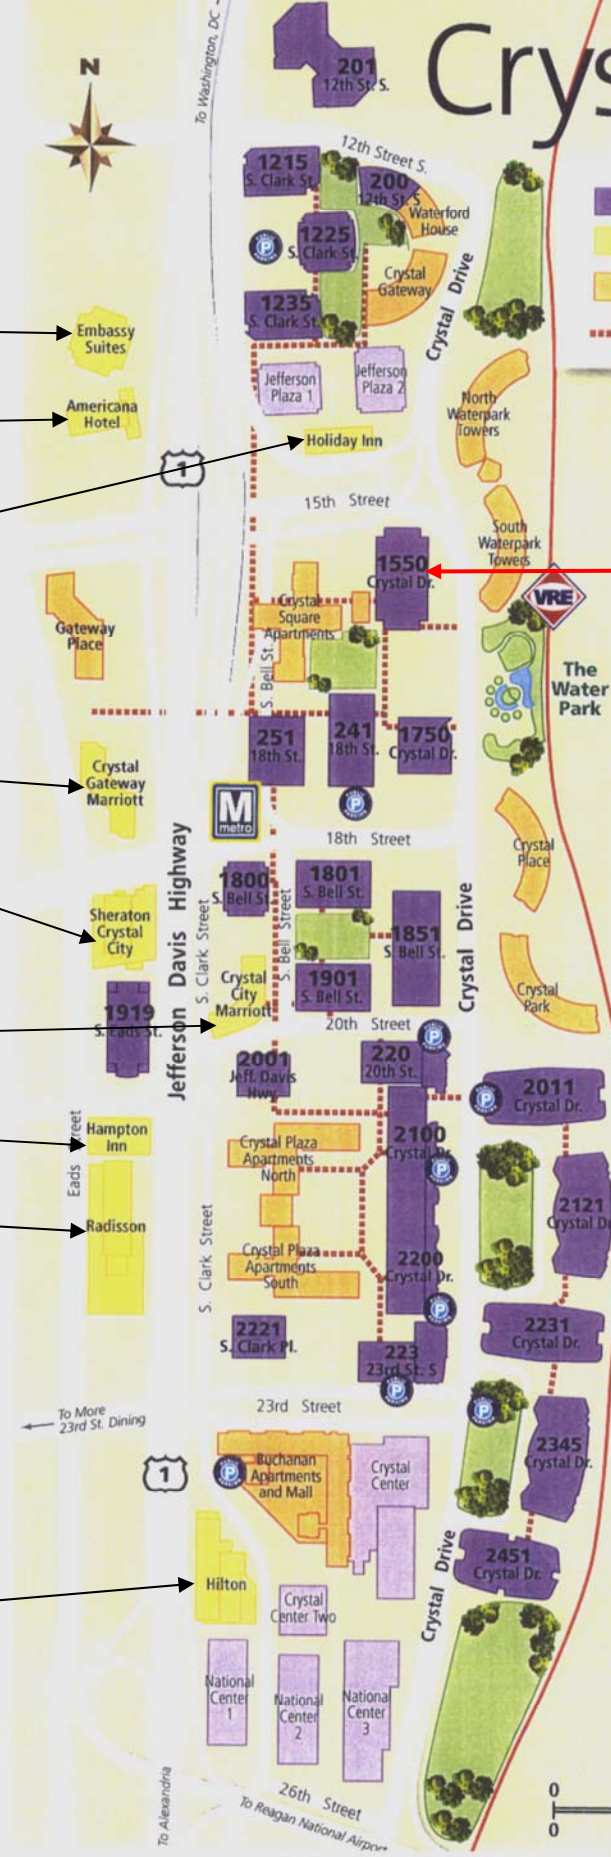 To Washington, DC
Crys
N
201
12th St. S.
12th Street S.
1215
S. Clark St.
200
12th St. S
Waterford
House
1225
S. Clark St.
P
Crystal
Gateway
Crystal Drive
1235
S. Clark St.
Embassy
Suites
Jefferson
Plaza 1
Jefferson
Plaza 2
Americana
Hotel
North
Waterpark
Towers
Holiday Inn
1
15th Street
South
Waterpark
Towers
1550
Crystal Dr.
VRE
Crystal
Square
Apartments
Gateway
Place
S. Bell St.
The
Water
Park
251
18th St.
241
18th St.
1750
Crystal Dr.
Crystal
Gateway
Marriott
M
metro
P
18th Street
Crystal
Place
Jefferson Davis Highway
1800
S. Bell St.
1801
S. Bell St.
S. Clark Street
S. Bell Street
Crystal Drive
Sheraton
Crystal
City
1851
S. Bell St.
Crystal
City
Marriott
1901
S. Bell St.
Crystal
Park
1919
S. Eads St.
20th Street
P
2001
Jeff. Davis
Hwy.
220
20th St.
P
2011
Crystal Dr.
Eads Street
Hampton
Inn
Crystal Plaza
Apartments
North
2100
Crystal Dr.
P
Radisson
2121
Crystal Dr
S. Clark Street
Crystal Plaza
Apartments
South
2200
Crystal Dr.
P
2221
S. Clark Pl.
2231
Crystal Dr.
223
23rd St. S
P
To More
23rd St. Dining
23rd Street
P
1
P
Buchanan
Apartments
and Mall
Crystal
Center
2345
Crystal Dr.
Crystal Drive
2451
Crystal Dr.
Hilton
Crystal
Center Two
National
Center
1
National
Center
2
National
Center
3
26th Street
To Reagan National Airport
To Alexandria
0
0